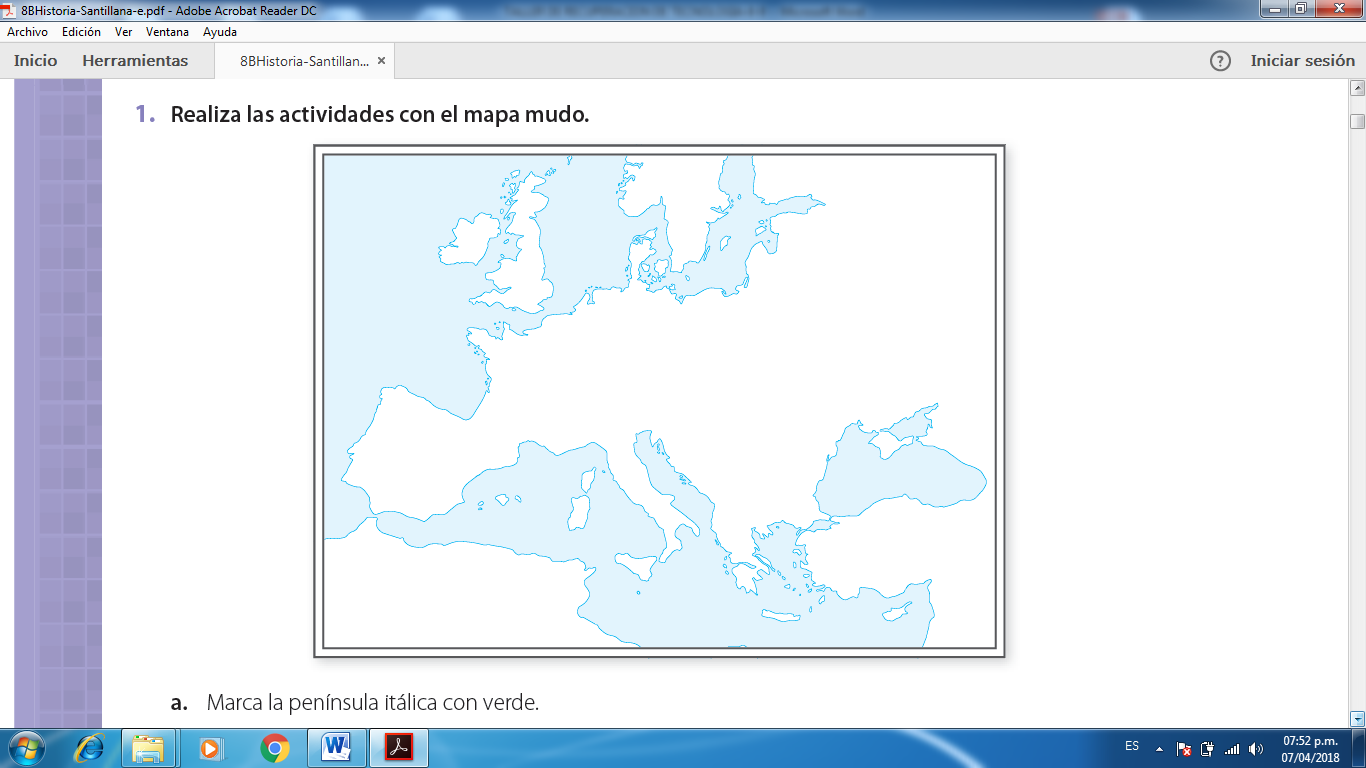 8BHistoria-Santillana-e.pdf - Adobe Acrobat Reader DC
Archivo Edición Ver Ventana Ayuda
Inicio Herramientas 8BHistoria-Santillan... × ? Iniciar sesión
1. Realiza las actividades con el mapa mudo.
a. Marca la península itálica con verde.
ES 07:52 p.m.
07/04/2018